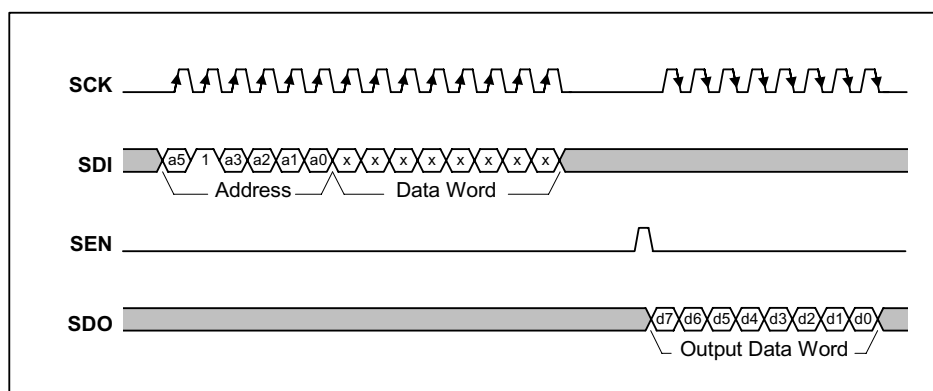 SCK
SDI
a5 1 a3 a2 a1 a0 x x x x x x x x
Address Data Word
SEN
SDO
d7 d6 d5 d4 d3 d2 d1 d0
Output Data Word